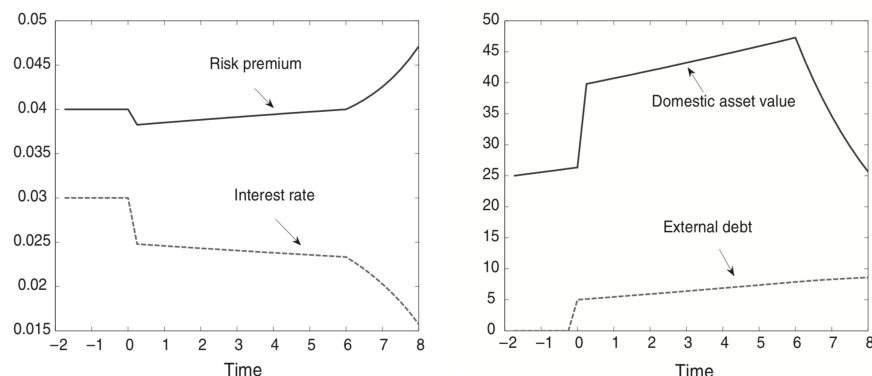 0.05
0.045
0.04
0.035
0.03
0.025
0.02
0.015
Risk premium
Interest rate
−2 −1 0 1 2 3 4 5 6 7 8
Time
50
45
40
35
30
25
20
15
10
5
0
Domestic asset value
External debt
−2 −1 0 1 2 3 4 5 6 7 8
Time